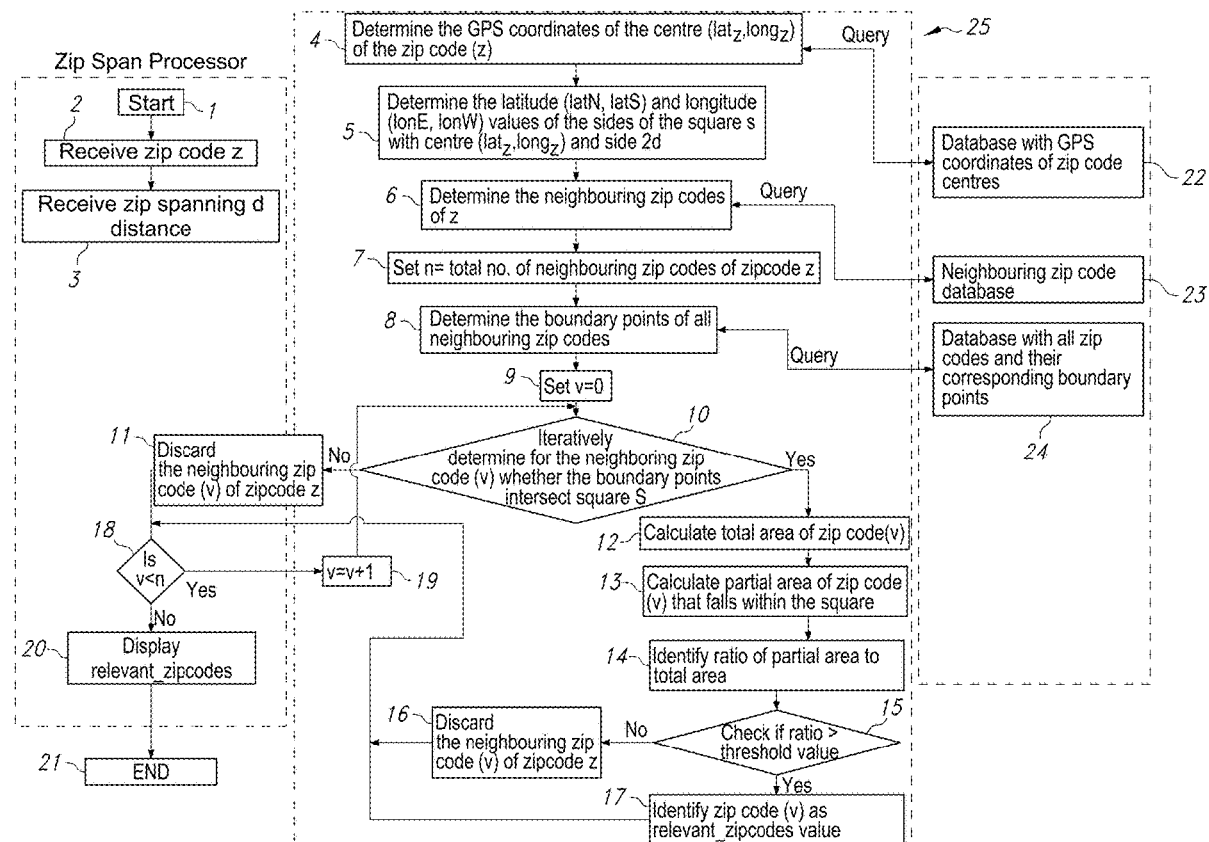 Zip Span Processor
Start
1
2
Receive zip code z
Receive zip spanning d
distance
3
4
Determine the GPS coordinates of the centre (latz,longz)
of the zip code (z)
Query
25
5
Determine the latitude (latN, latS) and longitude
(lonE, lonW) values of the sides of the square s
with centre (latz,longz) and side 2d
6
Determine the neighbouring zip codes
of z
Query
7
Set n= total no. of neighbouring zip codes of zipcode z
8
Determine the boundary points of all
neighbouring zip codes
Query
9
Set v=0
Database with GPS
coordinates of zip code
centres
22
Neighbouring zip code
database
23
Database with all zip
codes and their
corresponding boundary
points
24
10
Iteratively
determine for the neighboring zip
code (v) whether the boundary points
intersect square S
No
Yes
11
Discard
the neighbouring zip
code (v) of zipcode z
12
Calculate total area of zip code(v)
13
Calculate partial area of zip code
(v) that falls within the square
14
Identify ratio of partial area to
total area
15
Check if ratio >
threshold value
No
Yes
16
Discard
the neighbouring zip
code (v) of zipcode z
17
Identify zip code (v) as
relevant_zipcodes value
18
Is
v<n
Yes
No
v=v+1
19
20
Display
relevant_zipcodes
21
END